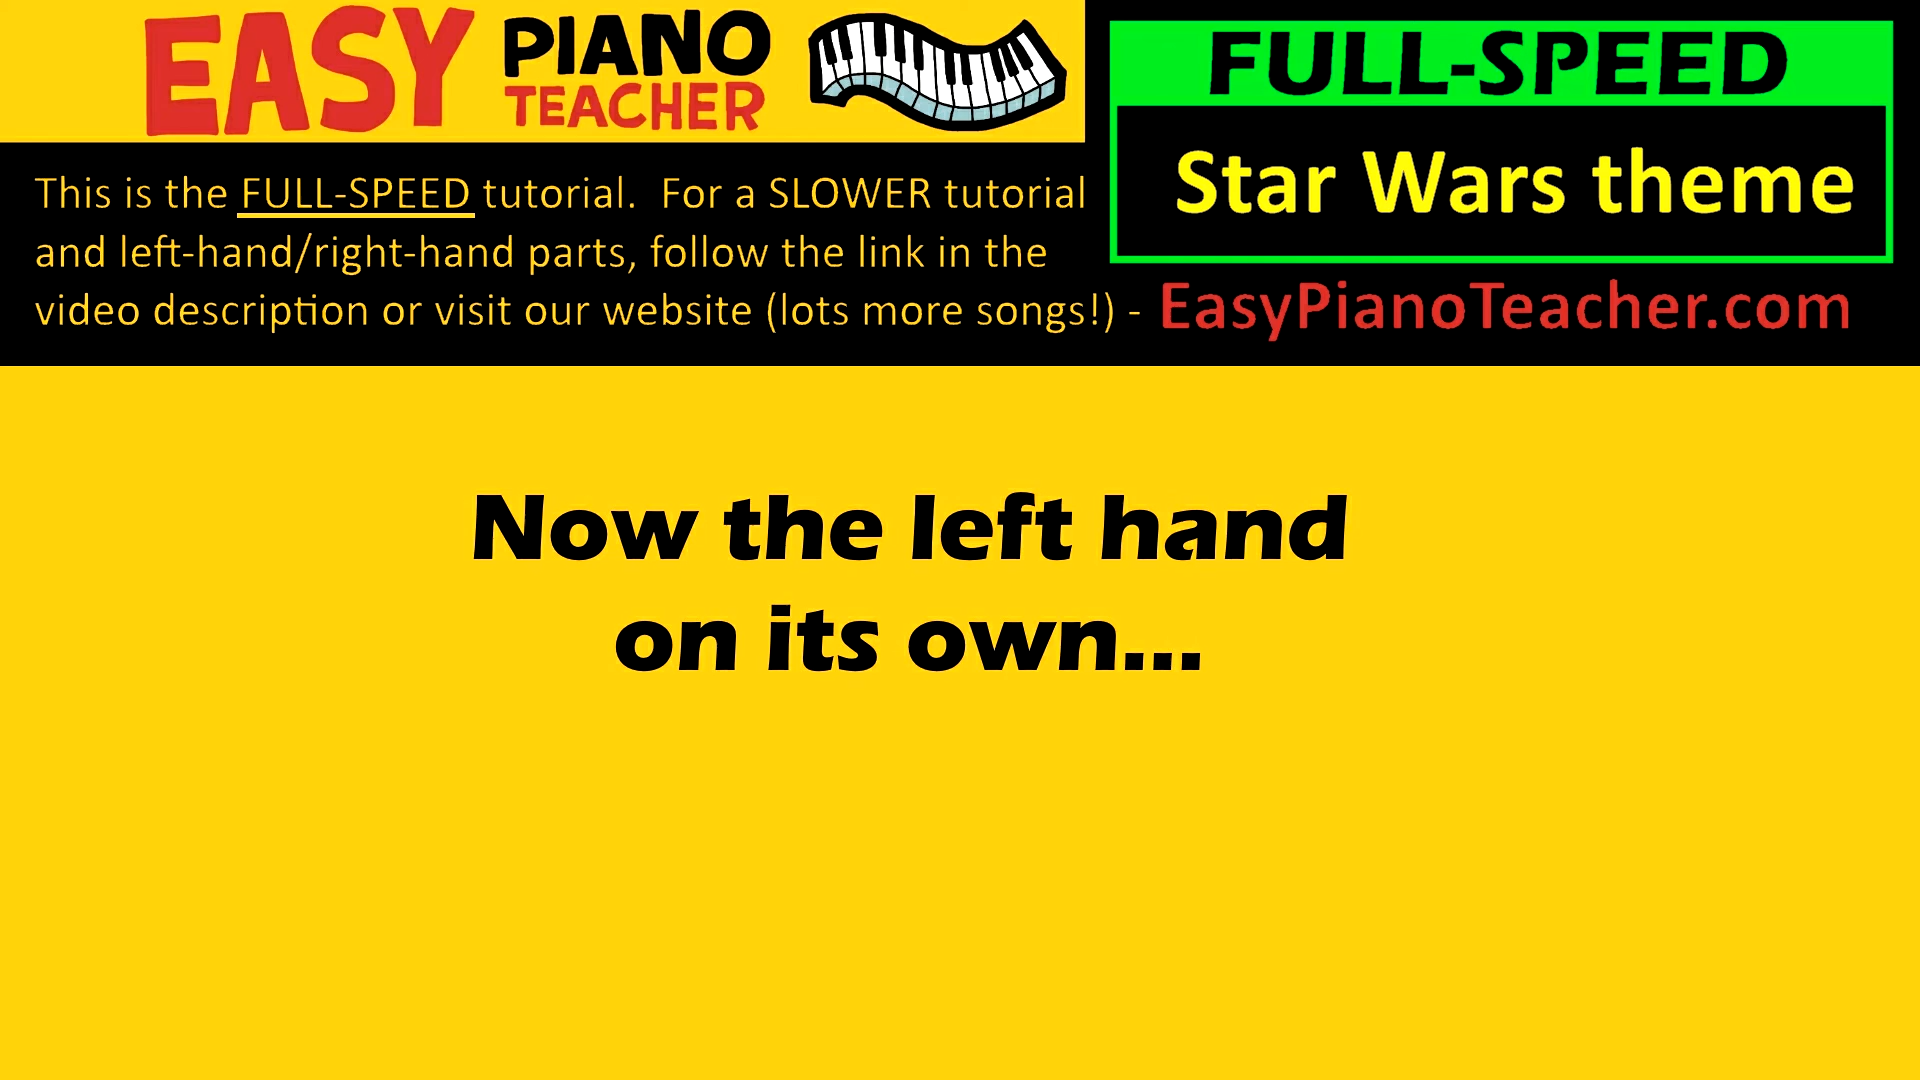 EASY PIANO TEACHER
FULL-SPEED
Star Wars theme
This is the FULL-SPEED tutorial.  For a SLOWER tutorial
and left-hand/right-hand parts, follow the link in the
video description or visit our website (lots more songs!) - EasyPianoTeacher.com
Now the left hand
on its own...